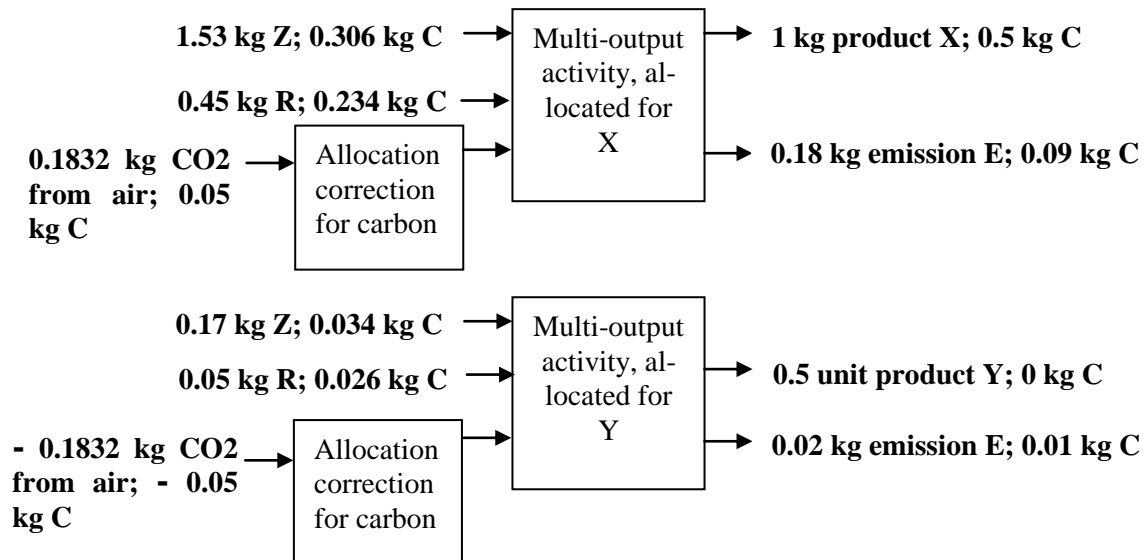 1.53 kg Z; 0.306 kg C
0.45 kg R; 0.234 kg C
0.1832 kg CO2
from air; 0.05
kg C
Allocation
correction
for carbon
Multi-output
activity, al-
located for
X
1 kg product X; 0.5 kg C
0.18 kg emission E; 0.09 kg C
0.17 kg Z; 0.034 kg C
0.05 kg R; 0.026 kg C
- 0.1832 kg CO2
from air; - 0.05
kg C
Allocation
correction
for carbon
Multi-output
activity, al-
located for
Y
0.5 unit product Y; 0 kg C
0.02 kg emission E; 0.01 kg C